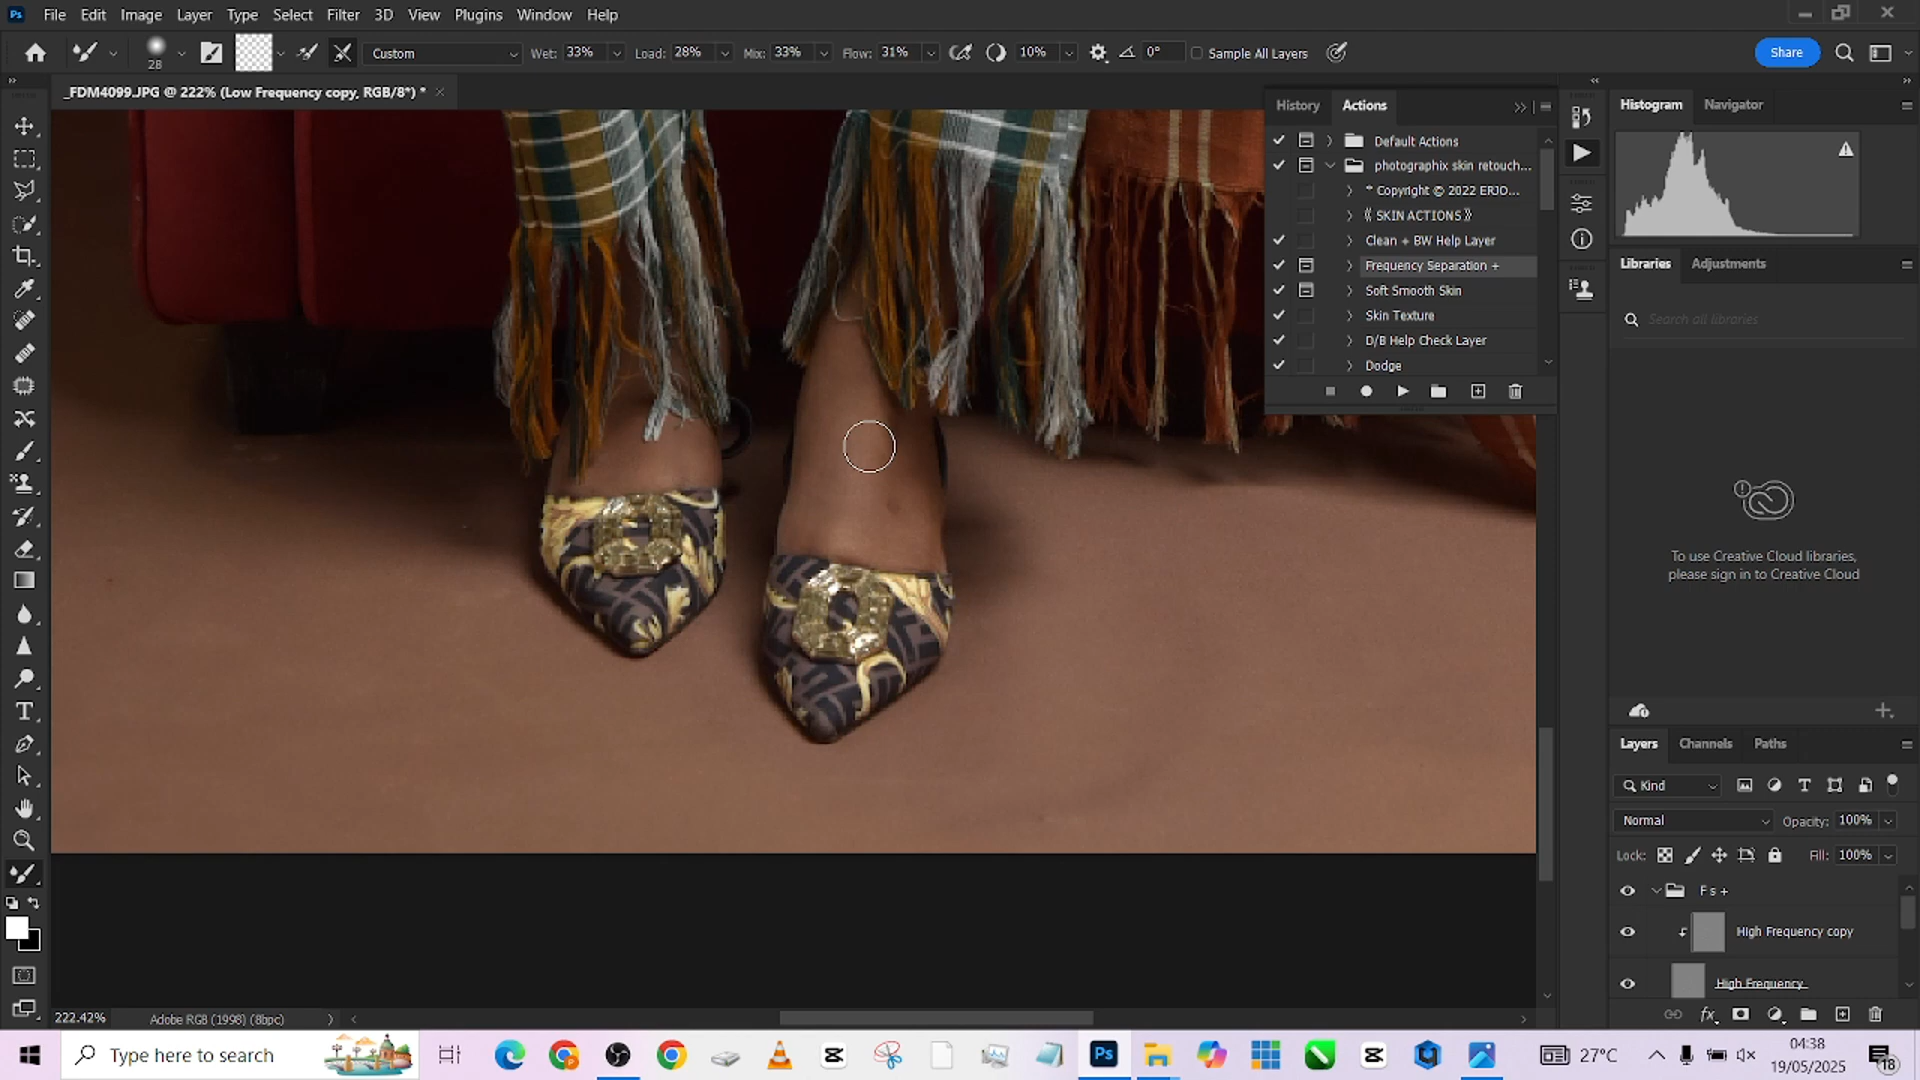 Ps File Edit Image Layer Type Select Filter 3D View Plugins Window Help
28 Custom Wet: 33% Load: 28% Mix: 33% Flow: 31% 10% 0° Sample All Layers Share
_FDM4099.JPG @ 222% (Low Frequency copy, RGB/8*) *
History Actions
Default Actions
photographix skin retouch...
* Copyright © 2022 ERJO...
⟪ SKIN ACTIONS ⟫
Clean + BW Help Layer
Frequency Separation +
Soft Smooth Skin
Skin Texture
D/B Help Check Layer
Dodge
Histogram Navigator
Libraries Adjustments
Search all libraries
To use Creative Cloud libraries,
please sign in to Creative Cloud
Layers Channels Paths
Kind
Normal Opacity: 100%
Lock: Fill: 100%
F s +
High Frequency copy
High Frequency
222.42% Adobe RGB (1998) (8bpc)
Type here to search Ps 27°C 04:38
19/05/2025 18